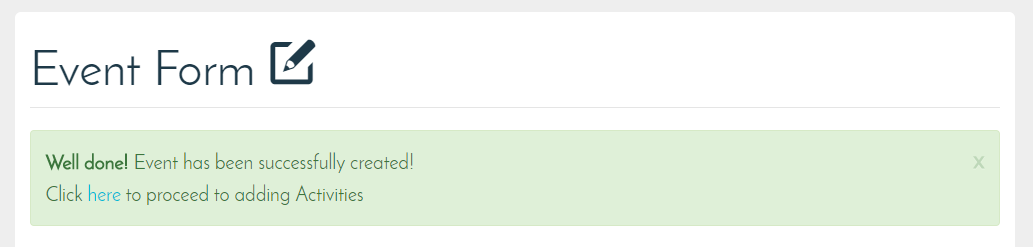 Event Form
Well done! Event has been successfully created!
x
Click here to proceed to adding Activities